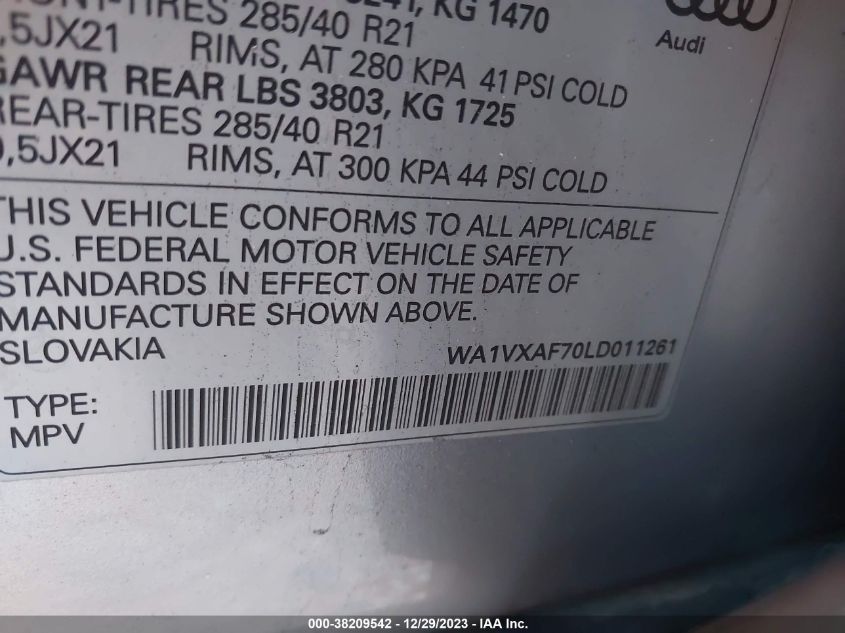 KG 1470
TIRES 285/40 R21
,5JX21 RIMS, AT 280 KPA 41 PSI COLD
GAWR REAR LBS 3803, KG 1725
REAR-TIRES 285/40 R21
,5JX21 RIMS, AT 300 KPA 44 PSI COLD
Audi
THIS VEHICLE CONFORMS TO ALL APPLICABLE
U.S. FEDERAL MOTOR VEHICLE SAFETY
STANDARDS IN EFFECT ON THE DATE OF
MANUFACTURE SHOWN ABOVE.
SLOVAKIA WA1VXAF70LD011261
TYPE:
MPV
000-38209542 - 12/29/2023 - IAA Inc.